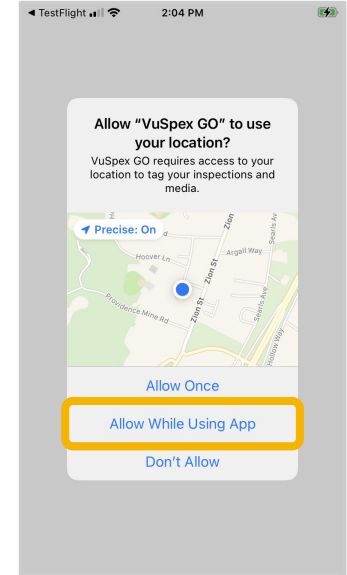 TestFlight 2:04 PM
Allow “VuSpex GO” to use
your location?
VuSpex GO requires access to your
location to tag your inspections and
media.
Precise: On
Zion
Searls Av
Hoover Ln
Argall Way
Zion St
Providence Mine Rd
Zion St
Searls Ave
Hollow Way
Allow Once
Allow While Using App
Don’t Allow